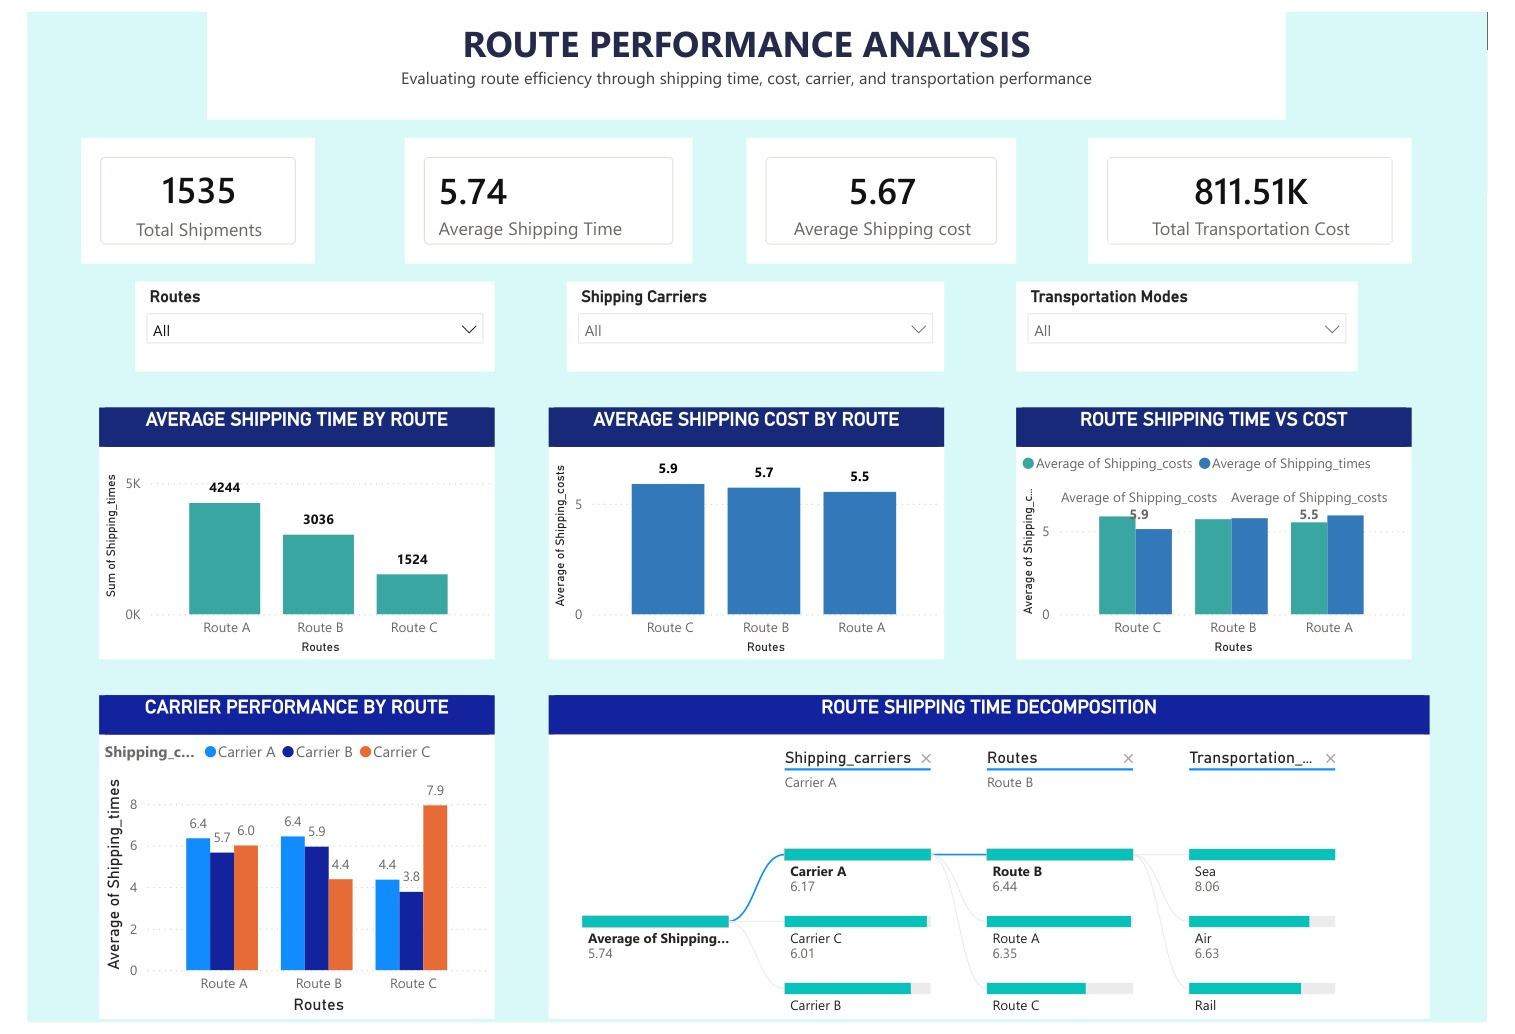 ROUTE PERFORMANCE ANALYSIS
Evaluating route efficiency through shipping time, cost, carrier, and transportation performance
1535
Total Shipments
5.74
Average Shipping Time
5.67
Average Shipping cost
811.51K
Total Transportation Cost
Routes
All
Shipping Carriers
All
Transportation Modes
All
AVERAGE SHIPPING TIME BY ROUTE
Sum of Shipping_times
5K
0K
4244
3036
1524
Route A
Route B
Route C
Routes
AVERAGE SHIPPING COST BY ROUTE
Average of Shipping_costs
5
0
5.9
5.7
5.5
Route C
Route B
Route A
Routes
ROUTE SHIPPING TIME VS COST
Average of Shipping_costs
Average of Shipping_times
Average of Shipping_c...
Average of Shipping_costs
Average of Shipping_costs
5
0
5.9
5.5
Route C
Route B
Route A
Routes
CARRIER PERFORMANCE BY ROUTE
Shipping_c...
Carrier A
Carrier B
Carrier C
Average of Shipping_times
8
6
4
2
0
6.4
5.7
6.0
6.4
5.9
4.4
4.4
3.8
7.9
Route A
Route B
Route C
Routes
ROUTE SHIPPING TIME DECOMPOSITION
Shipping_carriers
Carrier A
Routes
Route B
Transportation_...
Average of Shipping...
5.74
Carrier A
6.17
Carrier C
6.01
Carrier B
Route B
6.44
Route A
6.35
Route C
Sea
8.06
Air
6.63
Rail